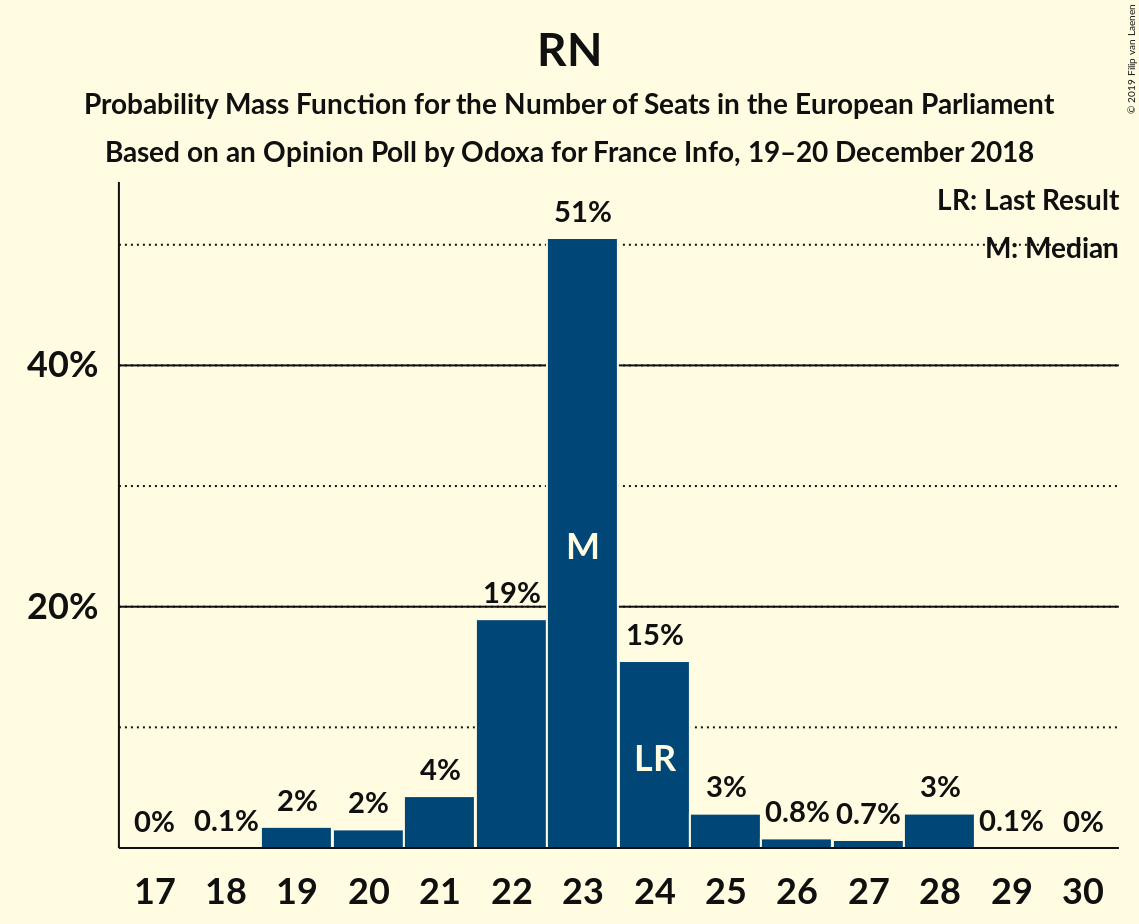 RN
Probability Mass Function for the Number of Seats in the European Parliament
Based on an Opinion Poll by Odoxa for France Info, 19–20 December 2018
© 2019 Filip van Laenen
LR: Last Result
M: Median
40%
20%
0%
0.1%
2%
2%
4%
19%
51%
15%
3%
0.8%
0.7%
3%
0.1%
0%
M
LR
17 18 19 20 21 22 23 24 25 26 27 28 29 30